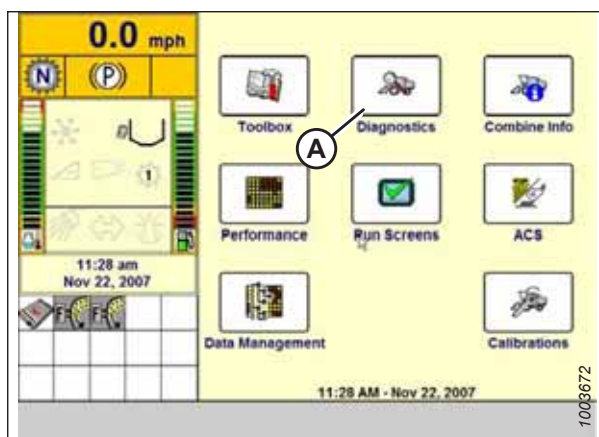 0.0 mph
N
(P)
1
11:28 am
Nov 22, 2007
F F
Toolbox
Diagnostics
Combine Info
A
Performance
Run Screens
ACS
Data Management
Calibrations
11:28 AM - Nov 22, 2007
1003672